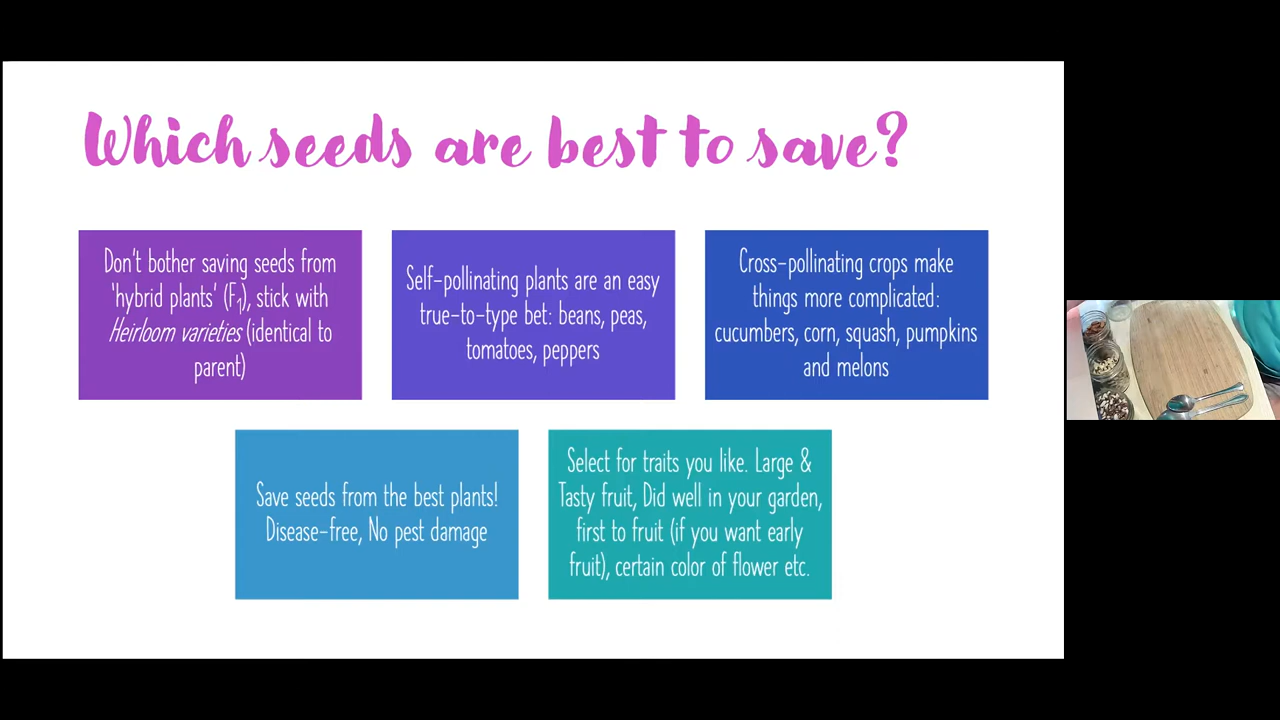 Which seeds are best to save?
Don't bother saving seeds from
'hybrid plants' (F₁), stick with
Heirloom varieties (identical to
parent)
Self-pollinating plants are an easy
true-to-type bet: beans, peas,
tomatoes, peppers
Cross-pollinating crops make
things more complicated:
cucumbers, corn, squash, pumpkins
and melons
Save seeds from the best plants!
Disease-free, No pest damage
Select for traits you like. Large &
Tasty fruit, Did well in your garden,
first to fruit (if you want early
fruit), certain color of flower etc.